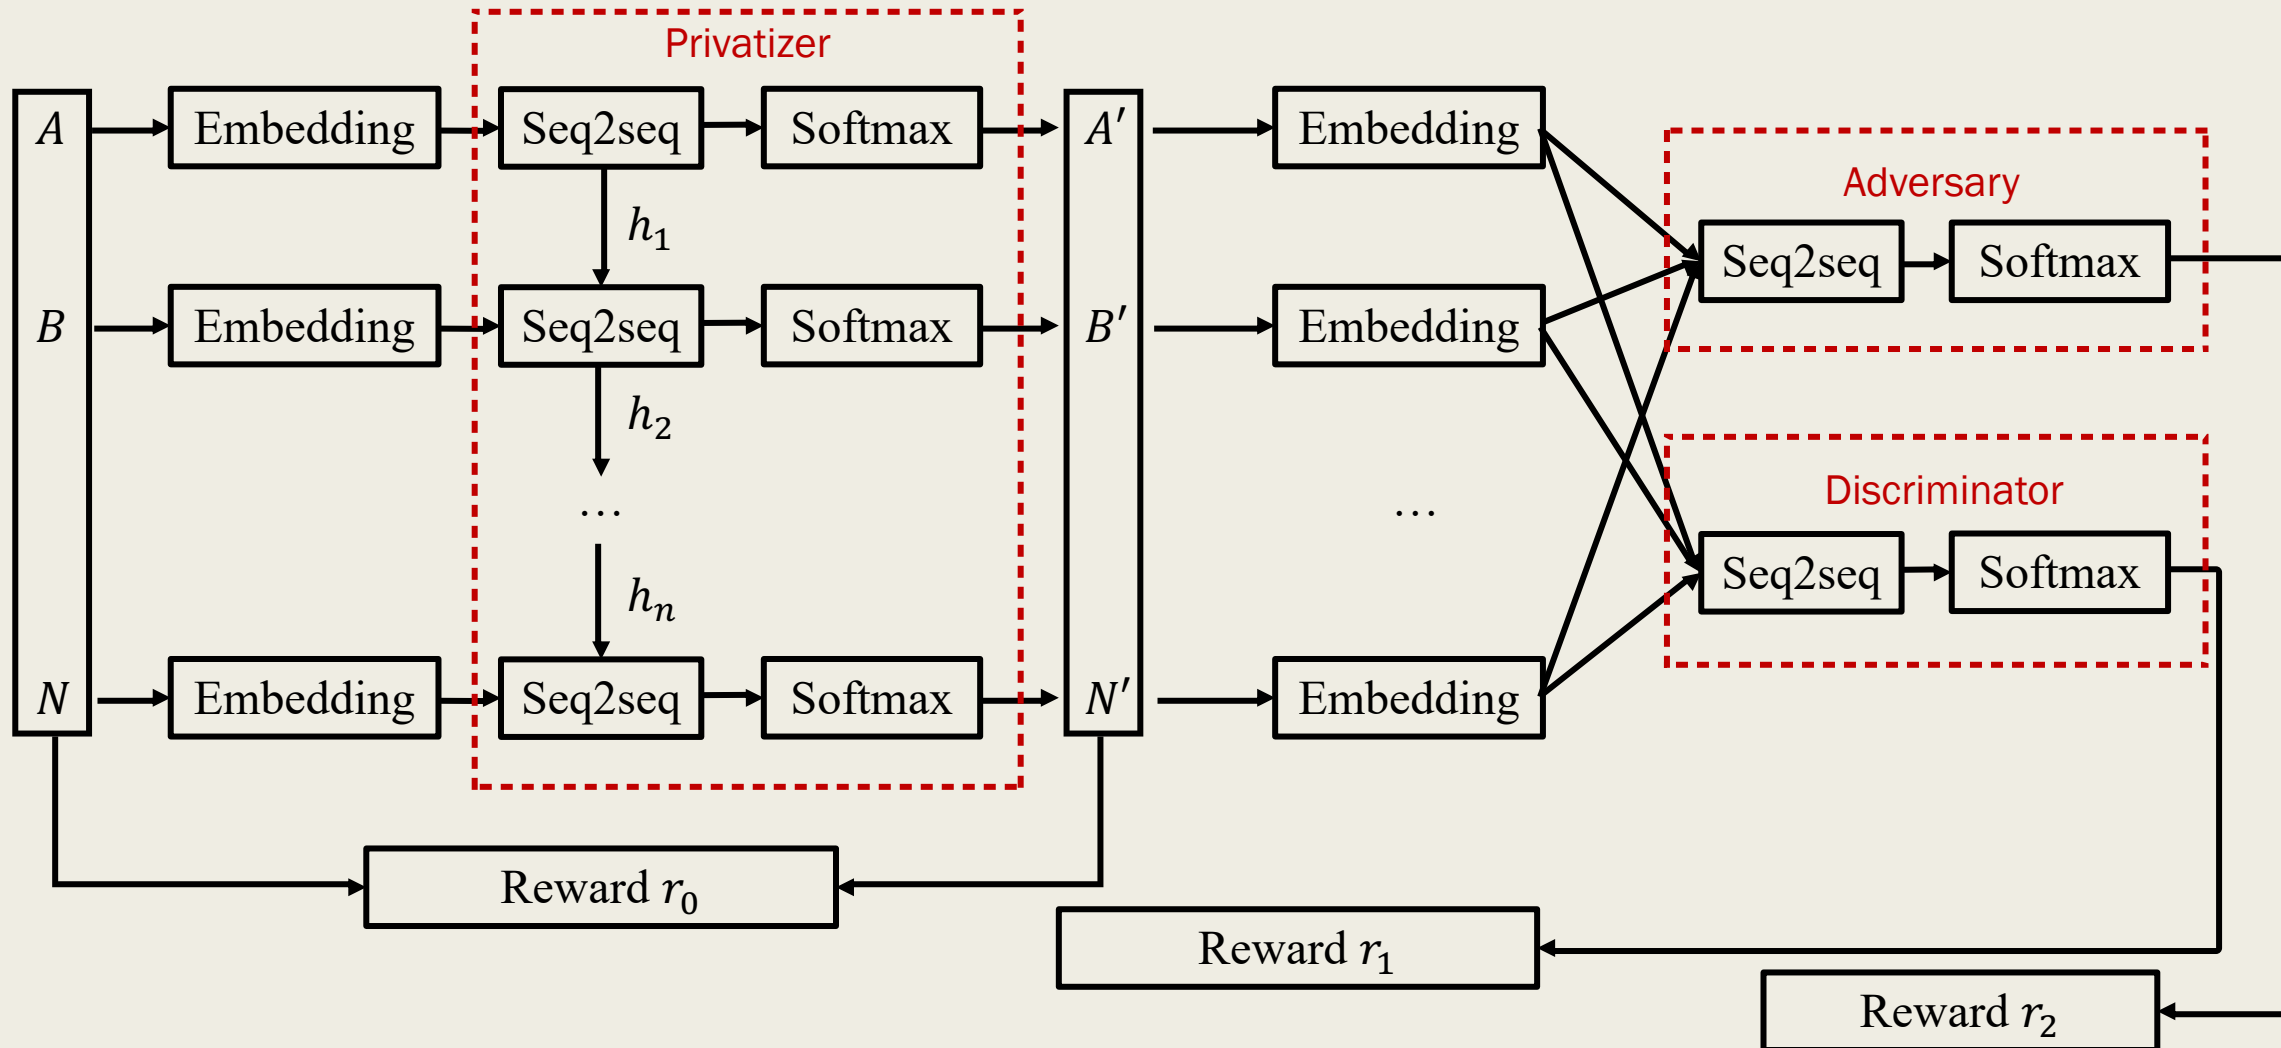 Privatizer
A Embedding Seq2seq Softmax A′ Embedding
Adversary
h₁
Seq2seq Softmax
B Embedding Seq2seq Softmax B′ Embedding
h₂
Discriminator
… …
Seq2seq Softmax
hₙ
N Embedding Seq2seq Softmax N′ Embedding
Reward r₀
Reward r₁
Reward r₂